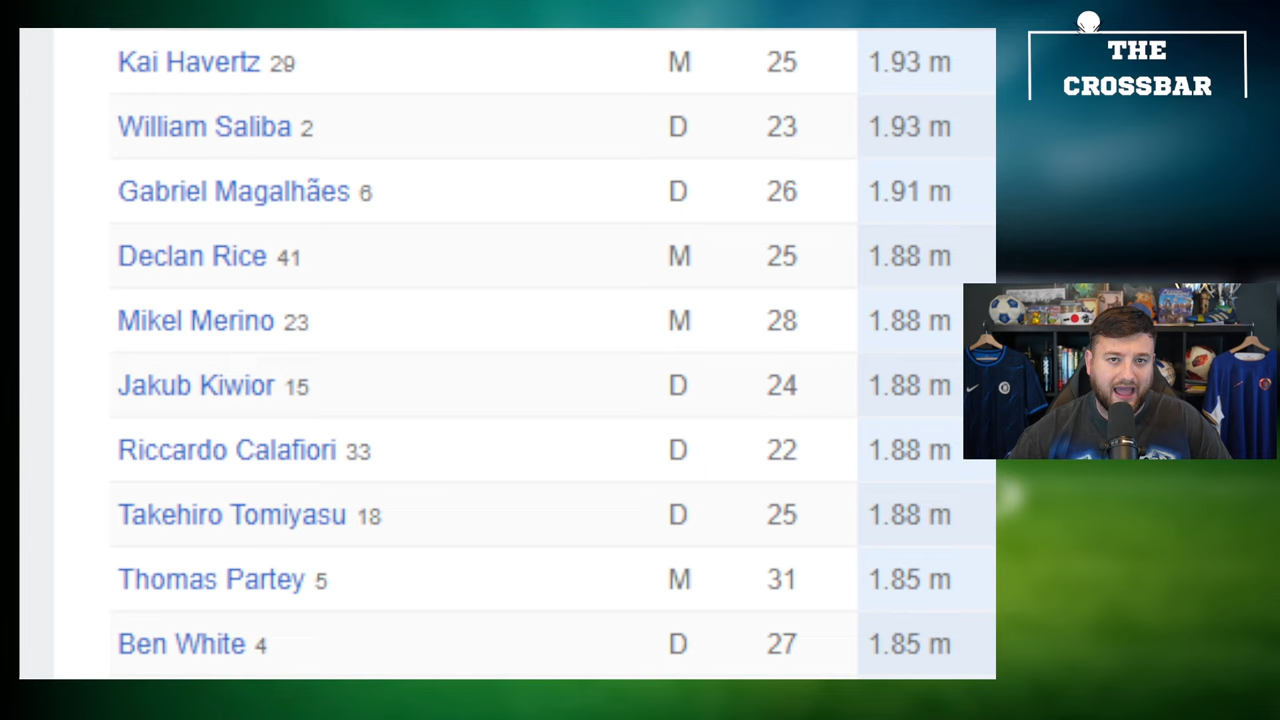 THE
CROSSBAR
Kai Havertz 29 M 25 1.93 m
William Saliba 2 D 23 1.93 m
Gabriel Magalhães 6 D 26 1.91 m
Declan Rice 41 M 25 1.88 m
Mikel Merino 23 M 28 1.88 m
Jakub Kiwior 15 D 24 1.88 m
Riccardo Calafiori 33 D 22 1.88 m
Takehiro Tomiyasu 18 D 25 1.88 m
Thomas Partey 5 M 31 1.85 m
Ben White 4 D 27 1.85 m